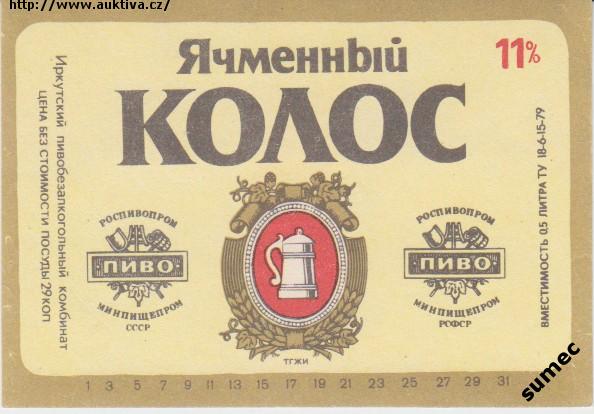 http://www.auktiva.cz/
Ячменный
КОЛОС
11%
Иркутский пивобезалкогольный комбинат
ЦЕНА БЕЗ СТОИМОСТИ ПОСУДЫ 29 КОП
РОСПИВОПРОМ
ПИВО
МИНПИЩЕПРОМ
СССР
ТГЖИ
РОСПИВОПРОМ
ПИВО
МИНПИЩЕПРОМ
РСФСР
ВМЕСТИМОСТЬ 0,5 ЛИТРА ТУ 18-6-15-79
1 3 5 7 9 11 13 15 17 19 21 23 25 27 29 31
sumec